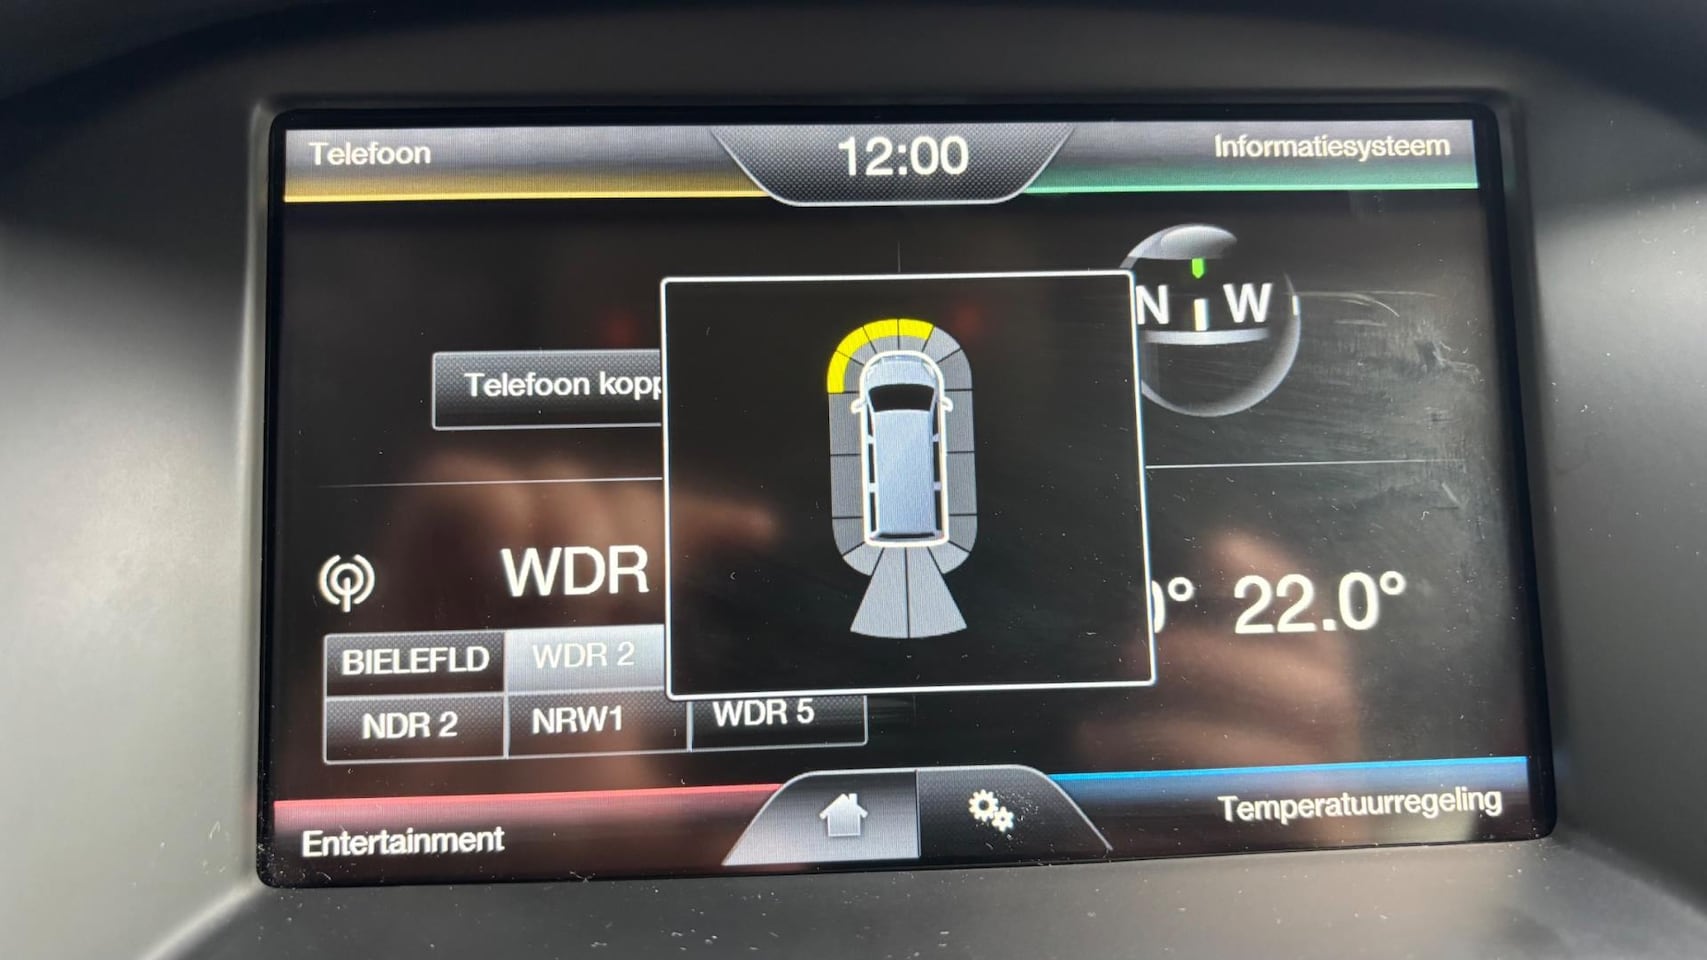 Telefoon
12:00
Informatiesysteem
N W
Telefoon kopp
WDR
22.0°
BIELEFLD
WDR 2
NDR 2
NRW1
WDR 5
Entertainment
Temperatuurregeling